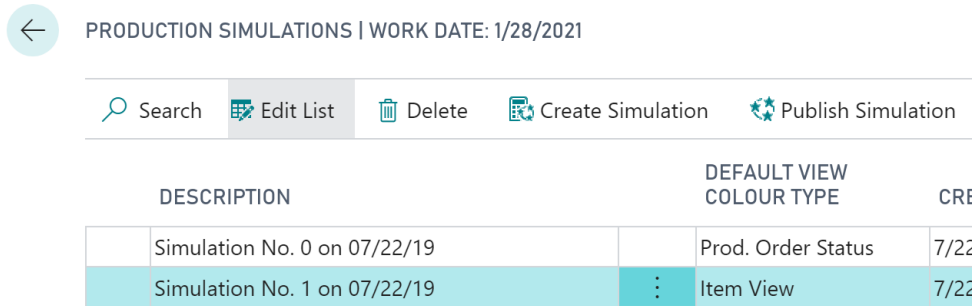 PRODUCTION SIMULATIONS | WORK DATE: 1/28/2021
Search Edit List Delete Create Simulation Publish Simulation
DEFAULT VIEW
DESCRIPTION COLOUR TYPE CRE
Simulation No. 0 on 07/22/19 Prod. Order Status 7/22
Simulation No. 1 on 07/22/19 Item View 7/22